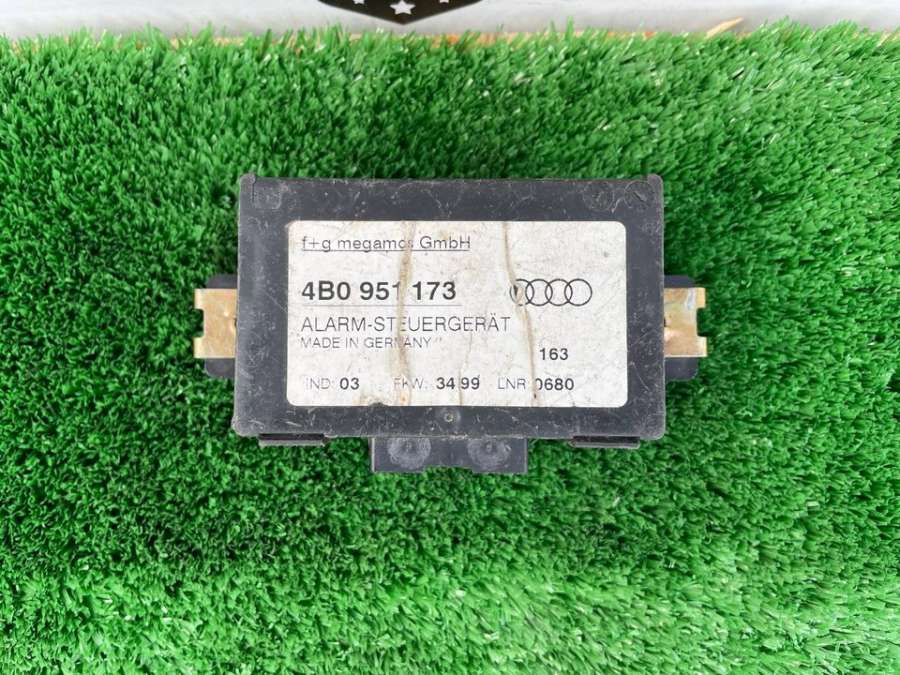 f+g megamos GmbH
4B0 951 173
ALARM-STEUERGERÄT
MADE IN GERMANY
163
IND: 03 FKW: 34 99 LNR 0680